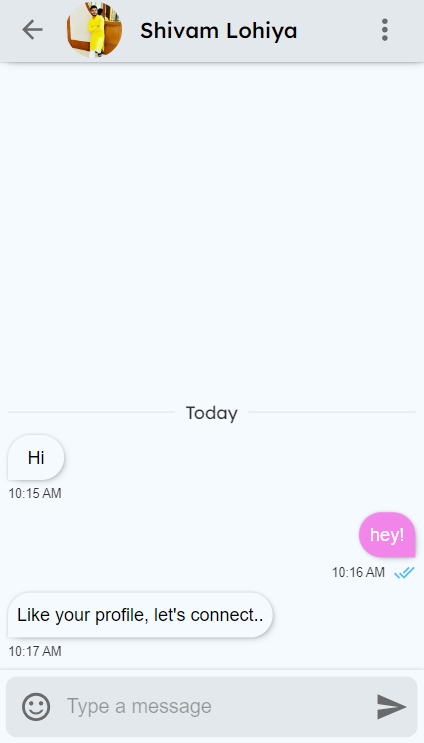 Shivam Lohiya
Today
Hi
10:15 AM
hey!
10:16 AM
Like your profile, let's connect..
10:17 AM
Type a message